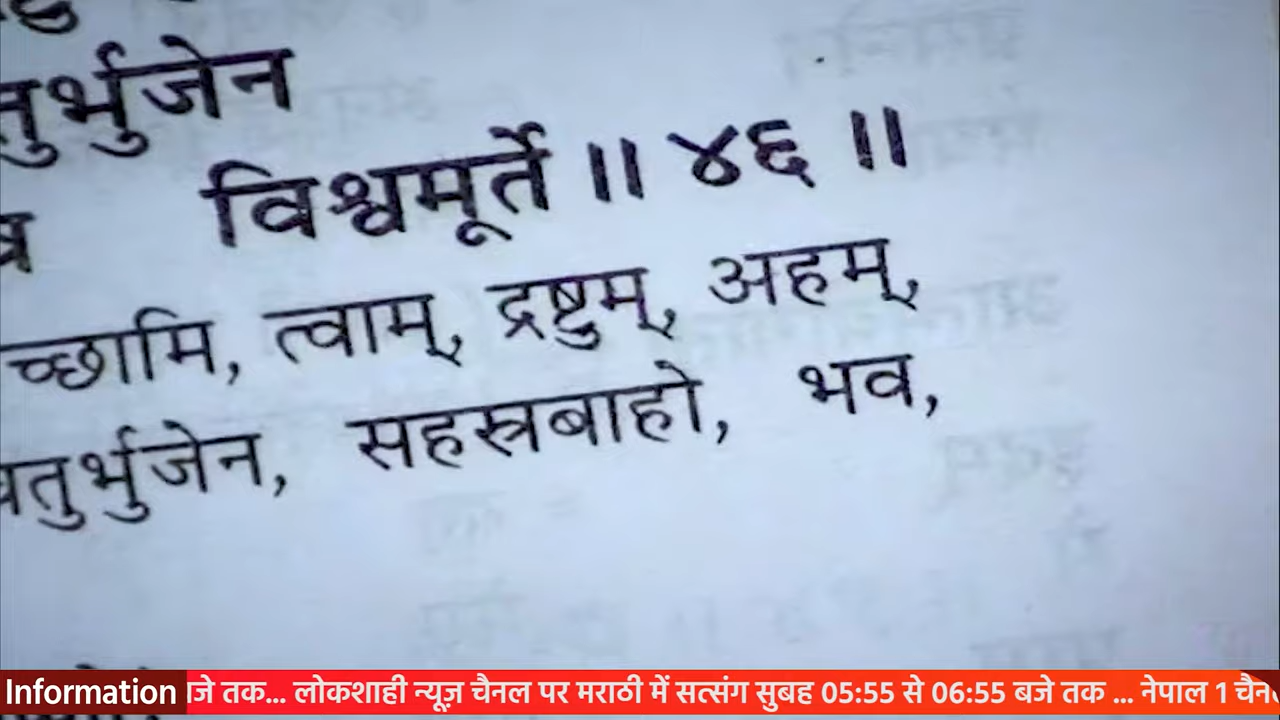 तुर्भुजेन
विश्वमूर्ते ॥ ४६ ॥
च्छामि, त्वाम्, द्रष्टुम्, अहम्,
चतुर्भुजेन, सहस्रबाहो, भव,
Information जे तक... लोकशाही न्यूज़ चैनल पर मराठी में सत्संग सुबह 05:55 से 06:55 बजे तक ... नेपाल 1 चैन